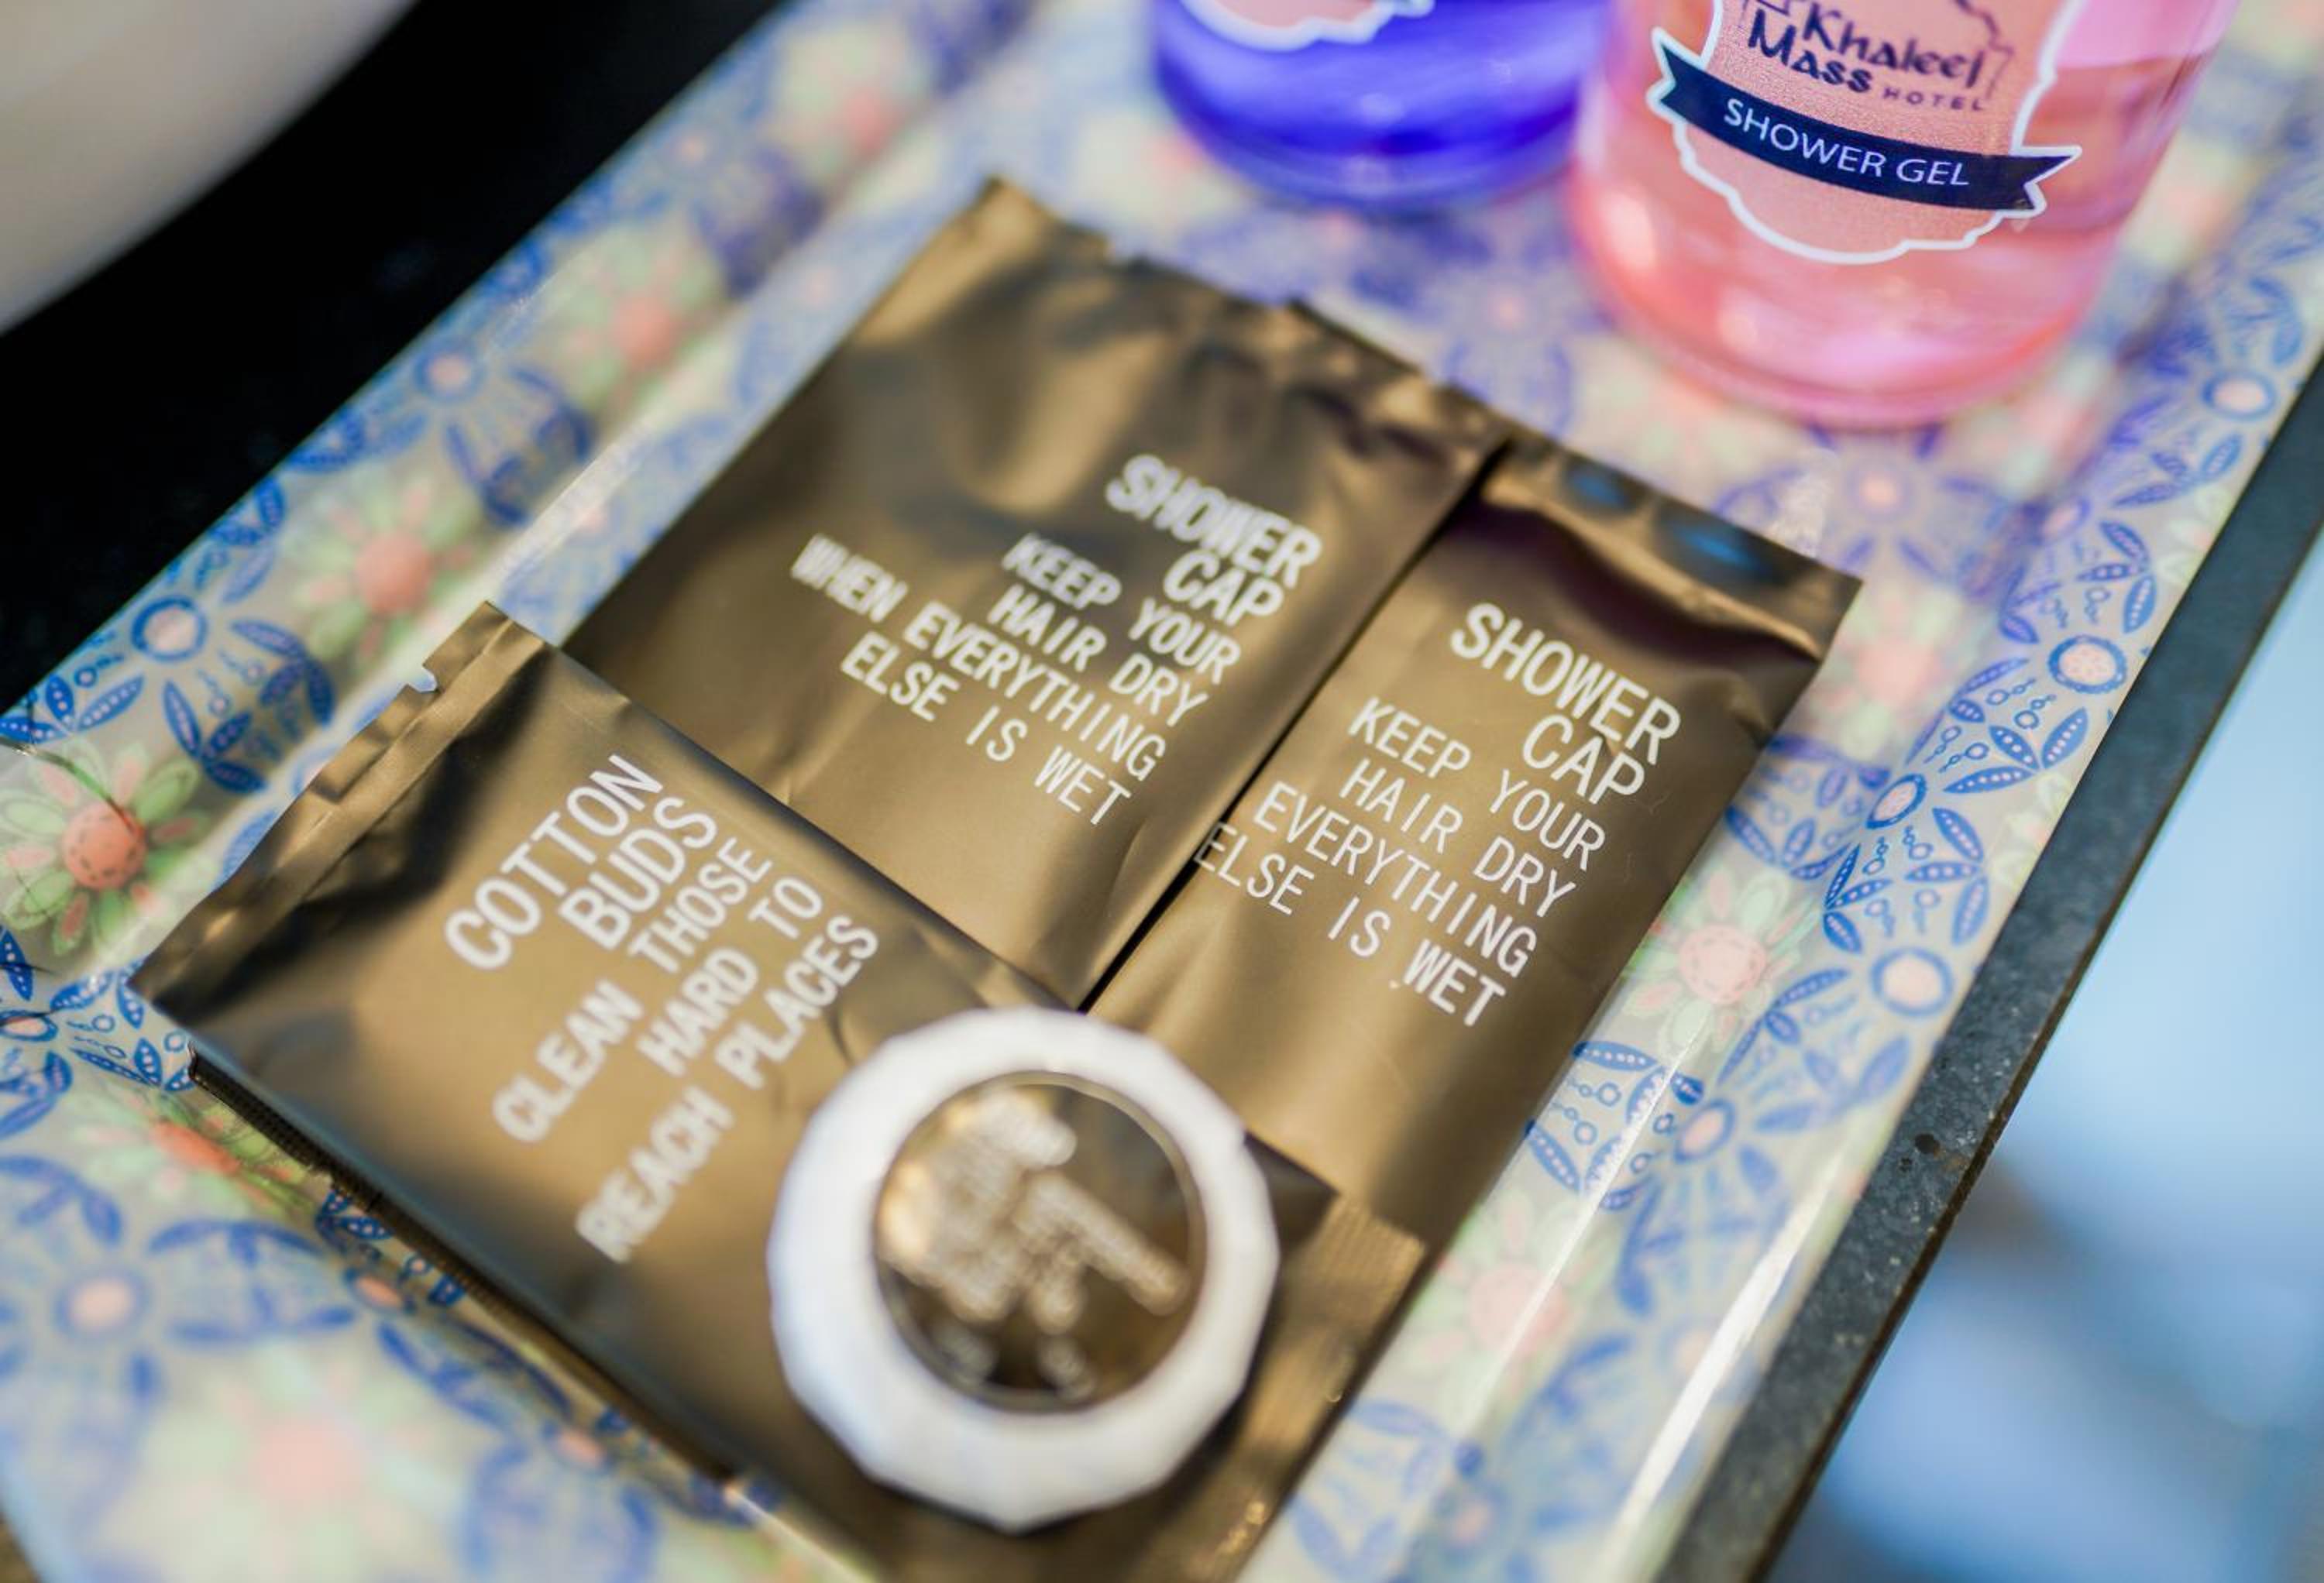 Khaleel
Mass HOTEL
SHOWER GEL
SHOWER
CAP
KEEP YOUR
HAIR DRY
WHEN EVERYTHING
ELSE IS WET
SHOWER
CAP
KEEP YOUR
HAIR DRY
EVERYTHING
ELSE IS WET
COTTON
BUDS
CLEAN THOSE
HARD TO
REACH PLACES